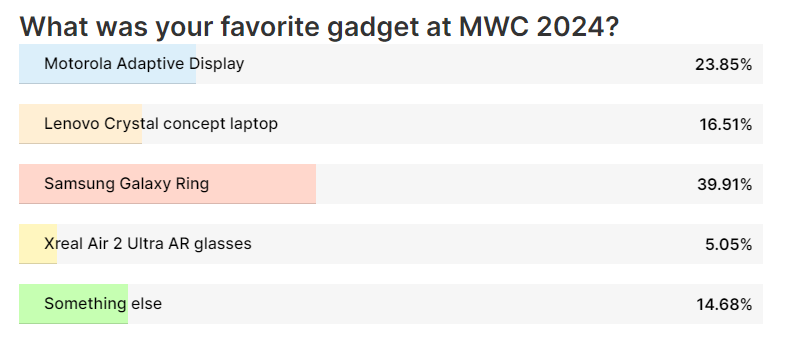 What was your favorite gadget at MWC 2024?
Motorola Adaptive Display 23.85%
Lenovo Crystal concept laptop 16.51%
Samsung Galaxy Ring 39.91%
Xreal Air 2 Ultra AR glasses 5.05%
Something else 14.68%